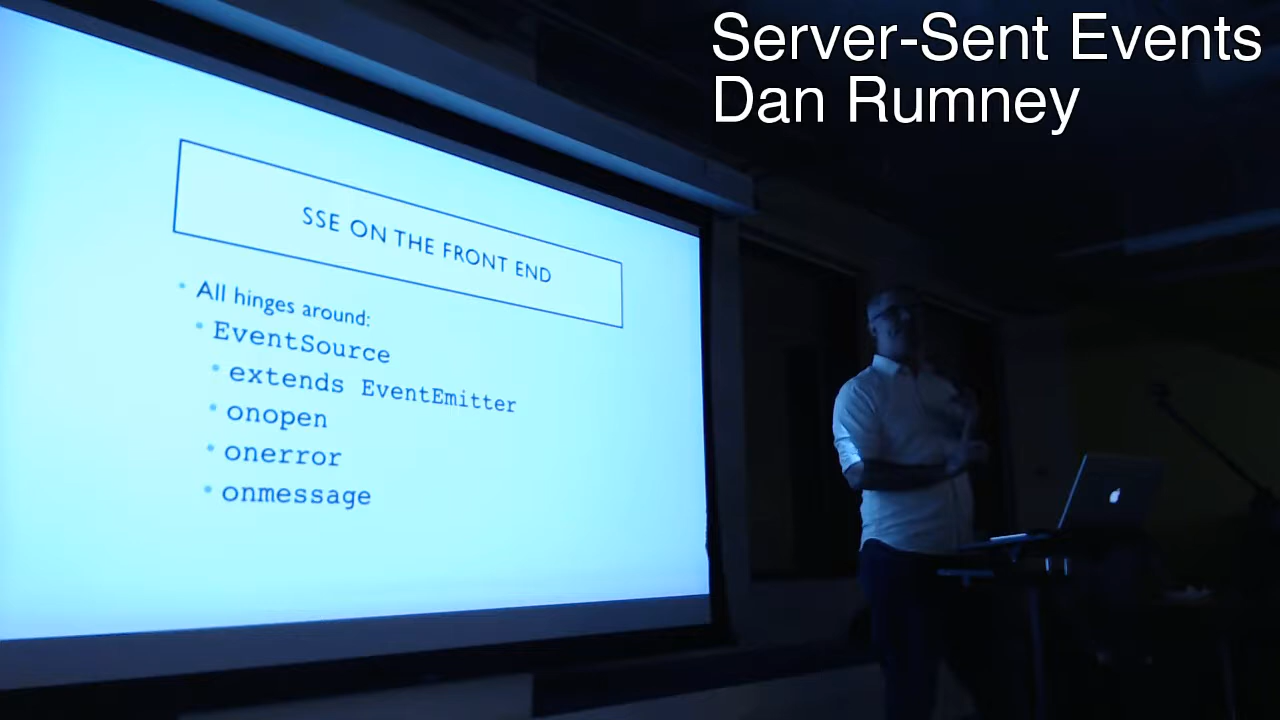 Server-Sent Events
Dan Rumney
SSE ON THE FRONT END
• All hinges around:
• EventSource
• extends EventEmitter
• onopen
• onerror
• onmessage